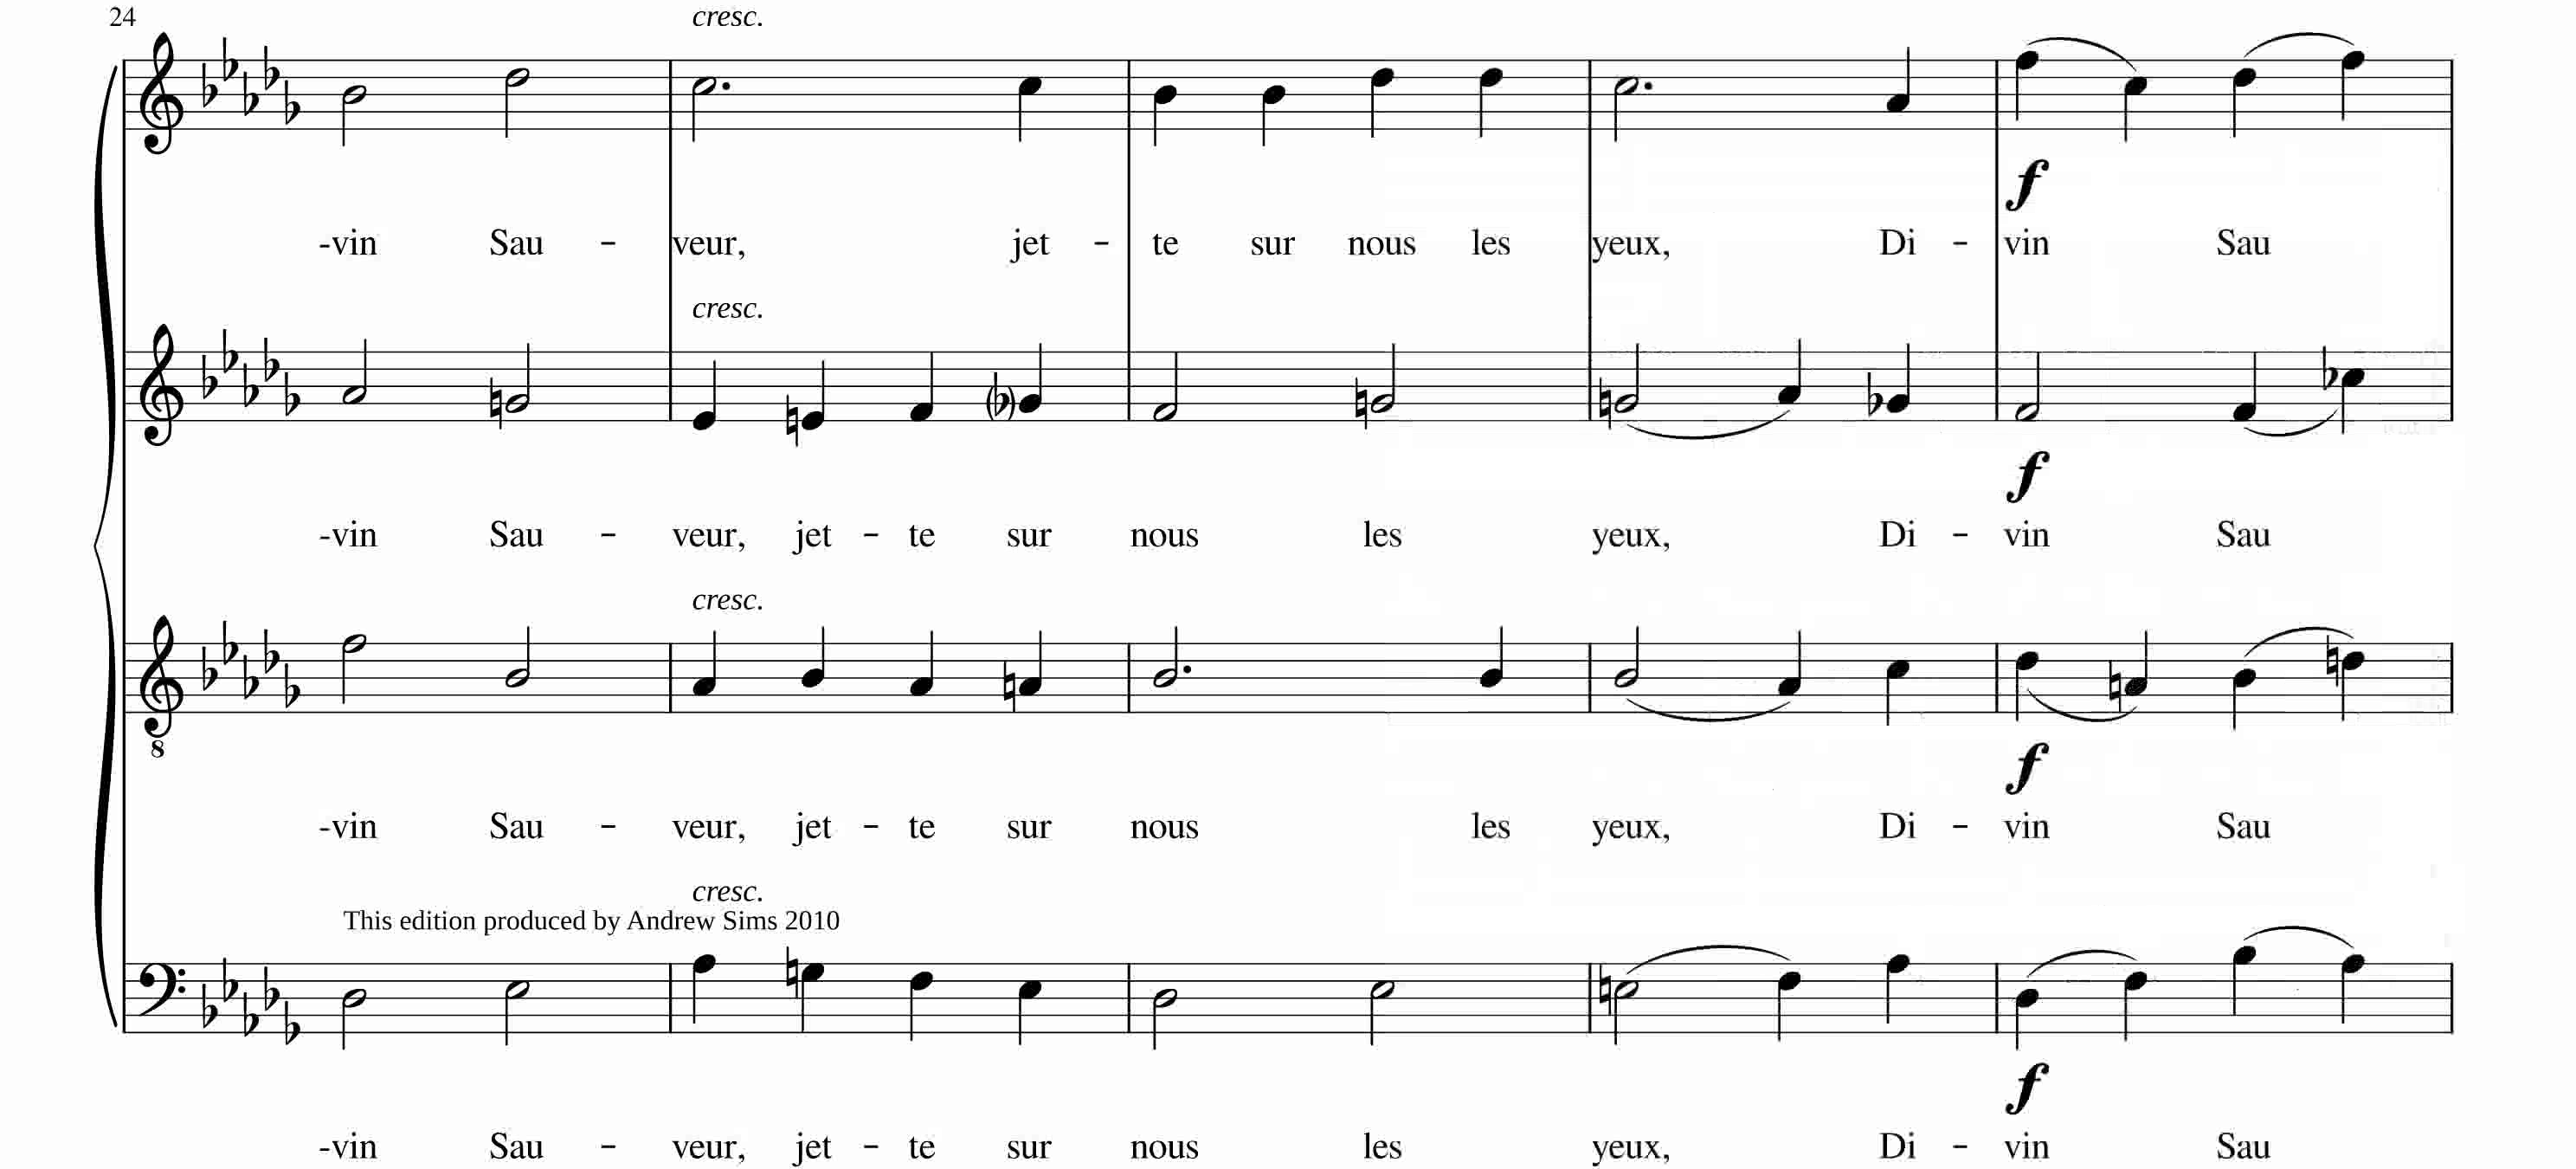 24
cresc.
f
-vin Sau - veur, jet - te sur nous les yeux, Di - vin Sau
cresc.
f
-vin Sau - veur, jet - te sur nous les yeux, Di - vin Sau
cresc.
8
f
-vin Sau - veur, jet - te sur nous les yeux, Di - vin Sau
cresc.
This edition produced by Andrew Sims 2010
f
-vin Sau - veur, jet - te sur nous les yeux, Di - vin Sau